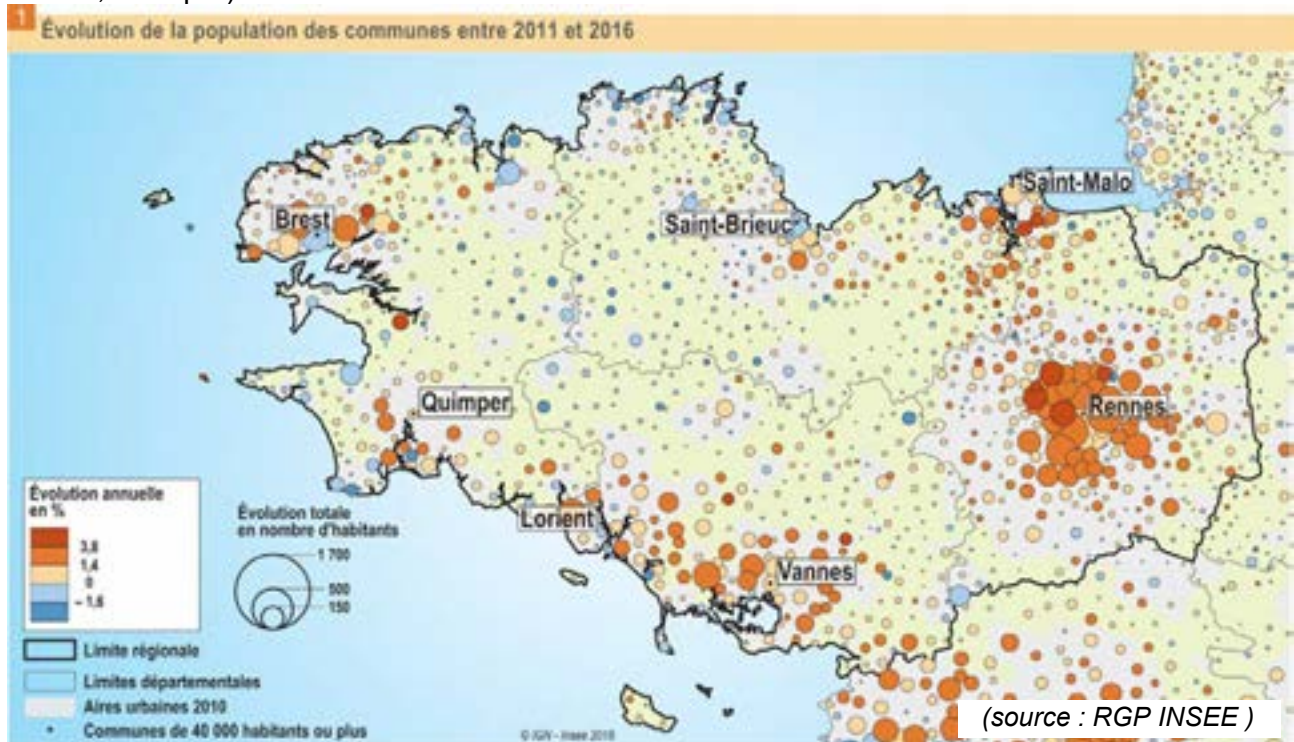 1
Évolution de la population des communes entre 2011 et 2016
Saint-Malo
Brest
Saint-Brieuc
Quimper
Rennes
Lorient
Vannes
Évolution annuelle
en %
3,8
1,4
0
– 1,6
Évolution totale
en nombre d'habitants
1 700
500
150
Limite régionale
Limites départementales
Aires urbaines 2010
Communes de 40 000 habitants ou plus
© IGN - Insee 2018
(source : RGP INSEE )